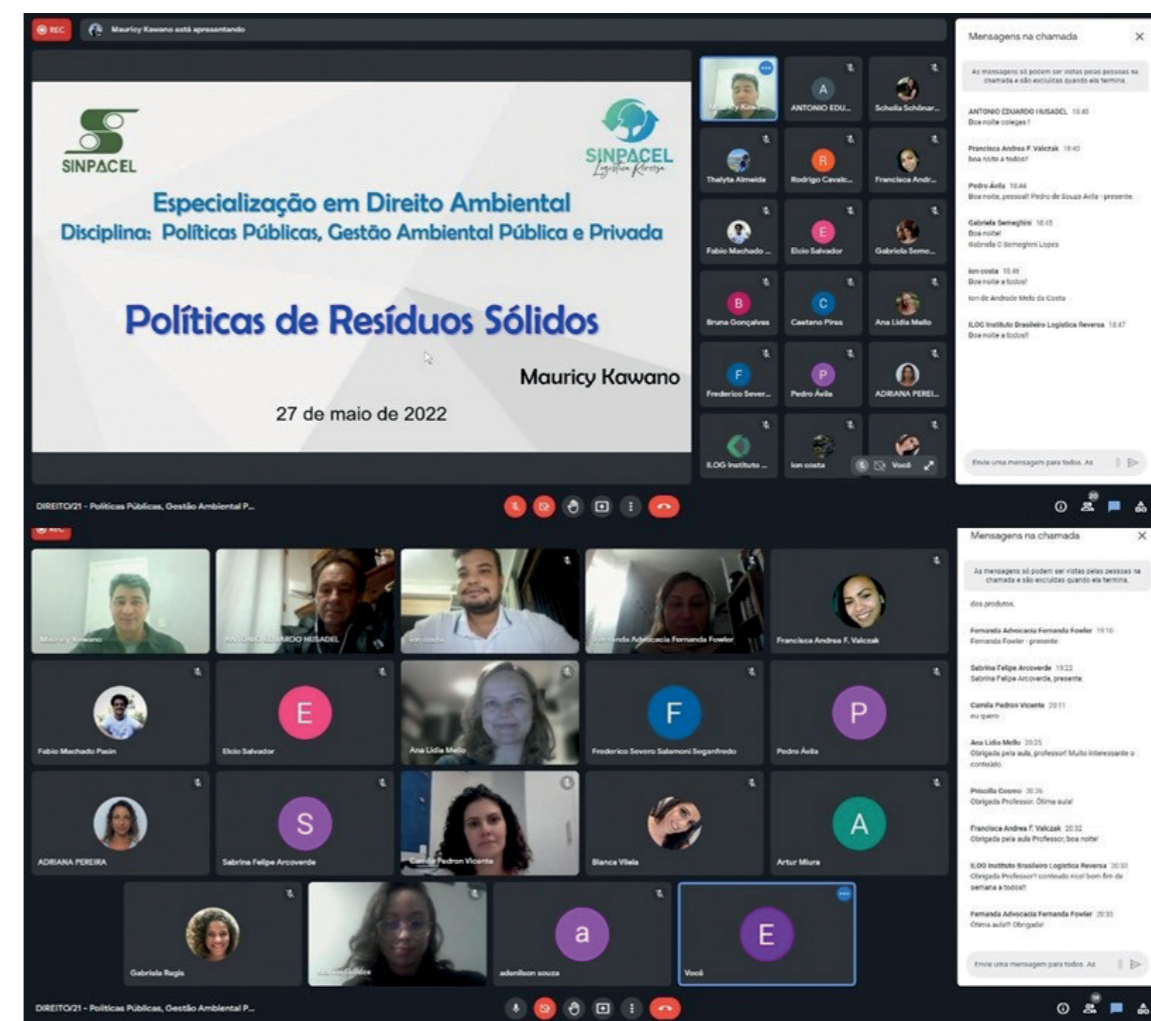 REC
Mauricy Kawano está apresentando
SINPACEL
SINPACEL
Logística Reversa
Especialização em Direito Ambiental
Disciplina: Políticas Públicas, Gestão Ambiental Pública e Privada
Políticas de Resíduos Sólidos
Mauricy Kawano
27 de maio de 2022
Mauricy Kawa...
A
ANTONIO EDU...
Scheila Schönar...
Thalyta Almeida
R
Rodrigo Cavalc...
Francisca Andr...
Fabio Machado ...
E
Elcio Salvador
Gabriela Seme...
B
Bruna Gonçalves
C
Caetano Pires
Ana Lidia Mello
F
Frederico Sever...
P
Pedro Ávila
ADRIANA PEREI...
ILOG Instituto ...
ion costa
Você
Mensagens na chamada
As mensagens só podem ser vistas pelas pessoas na
chamada e são excluídas quando ela termina.
ANTONIO EDUARDO HUSADEL 18:40
Boa noite colegas !
Francisca Andrea F. Valczak 18:43
boa noite a todos!!
Pedro Ávila 18:44
Boa noite, pessoal! Pedro de Souza Avila - presente.
Gabriela Semeghini 18:45
Boa noite!
Gabriela Semeghini Lopes
ion costa 18:46
Boa noite a todos!
Ion de Andrade Melo da Costa
ILOG Instituto Brasileiro Logística Reversa 18:47
Boa noite a todos!!
Envie uma mensagem para todos. As
DIREITO/21 - Políticas Públicas, Gestão Ambiental P...
20
REC
Mauricy Kawano
ANTONIO EDUARDO HUSADEL
ion costa
Fernanda Advocacia Fernanda Fowler
Francisca Andrea F. Valczak
Fabio Machado Pasin
E
Elcio Salvador
Ana Lidia Mello
F
Frederico Severo Salamoni Seganfredo
P
Pedro Ávila
ADRIANA PEREIRA
S
Sabrina Felipe Arcoverde
Camila Pedron Vicente
Bianca Vilela
A
Artur Miura
Gabriela Regis
a
adenilson souza
E
Você
Mensagens na chamada
As mensagens só podem ser vistas pelas pessoas na
chamada e são excluídas quando ela termina.
dos produtos.
Fernanda Advocacia Fernanda Fowler 19:10
Fernanda Fowler - presente
Sabrina Felipe Arcoverde 19:22
Sabrina Felipe Arcoverde, presente.
Camila Pedron Vicente 20:11
eu quero
Ana Lidia Mello 20:25
Obrigada pela aula, professor! Muito interessante o
conteúdo.
Priscilla Cosmo 20:26
Obrigada Professor. Ótima aula!
Francisca Andrea F. Valczak 20:32
Obrigada pela aula Professor, boa noite!
ILOG Instituto Brasileiro Logística Reversa 20:33
Obrigada Professor!! conteudo rico! bom fim de
semana a todos!!
Fernanda Advocacia Fernanda Fowler 20:33
Ótima aula!! Obrigada!
Envie uma mensagem para todos. As
DIREITO/21 - Políticas Públicas, Gestão Ambiental P...